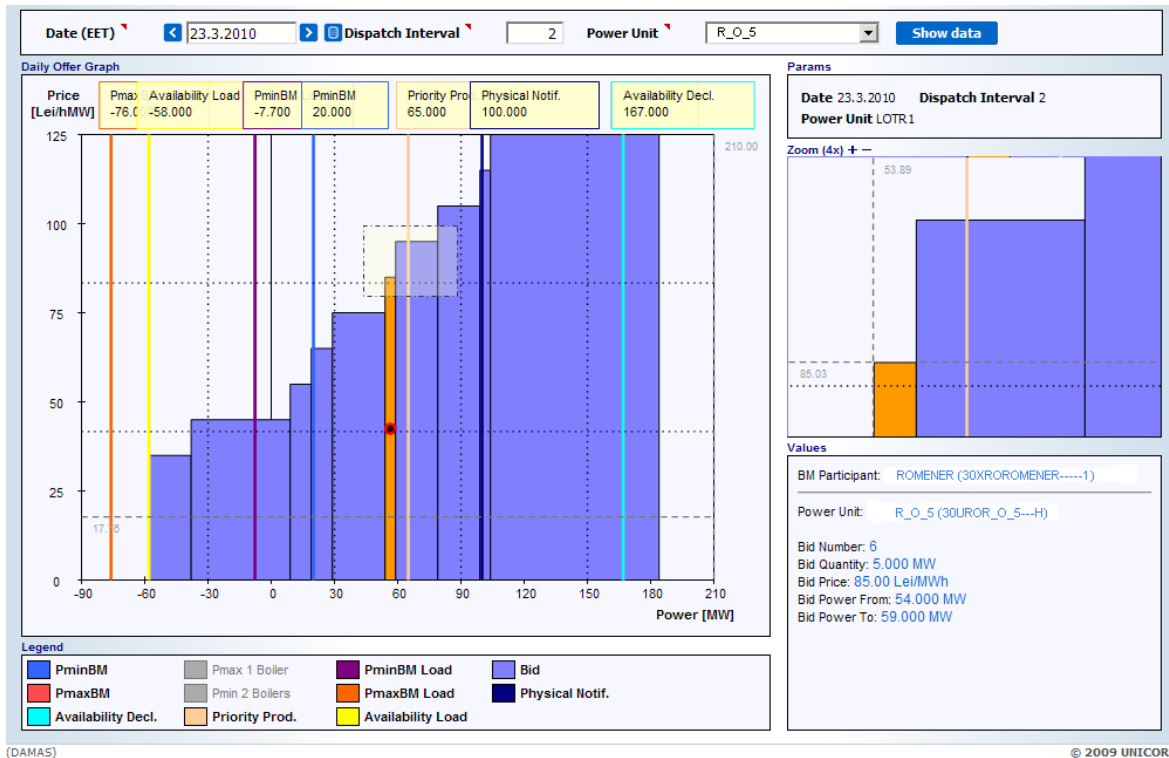 Date (EET) 23.3.2010 Dispatch Interval 2 Power Unit R_O_5 Show data
Daily Offer Graph
Price
[Lei/hMW]
Availability Load
-58.000
PminBM
-7.700
PminBM
20.000
Priority
65.000
Physical Notif.
100.000
Availability Decl.
167.000
210.00
125
100
75
50
25
0
-90 -60 -30 0 30 60 90 120 150 180 210
Power [MW]
Legend
PminBM Pmax 1 Boiler PminBM Load Bid
PmaxBM Pmin 2 Boilers PmaxBM Load Physical Notif.
Availability Decl. Priority Prod. Availability Load
Params
Date 23.3.2010 Dispatch Interval 2
Power Unit LOTR1
Zoom (4x) + −
53.89
85.03
Values
BM Participant: ROMENER (30XROROMENER-----1)
Power Unit: R_O_5 (30UROR_O_5---H)
Bid Number: 6
Bid Quantity: 5.000 MW
Bid Price: 85.00 Lei/MWh
Bid Power From: 54.000 MW
Bid Power To: 59.000 MW
(DAMAS) © 2009 UNICOR